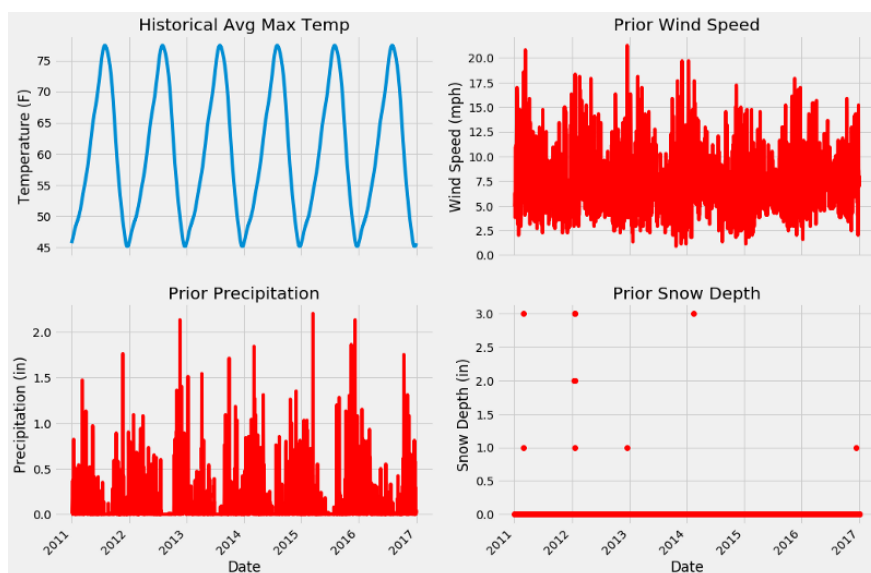 Historical Avg Max Temp
Temperature (F)
75
70
65
60
55
50
45
Prior Wind Speed
Wind Speed (mph)
20.0
17.5
15.0
12.5
10.0
7.5
5.0
2.5
0.0
Prior Precipitation
Precipitation (in)
2.0
1.5
1.0
0.5
0.0
2011 2012 2013 2014 2015 2016 2017
Date
Prior Snow Depth
Snow Depth (in)
3.0
2.5
2.0
1.5
1.0
0.5
0.0
2011 2012 2013 2014 2015 2016 2017
Date